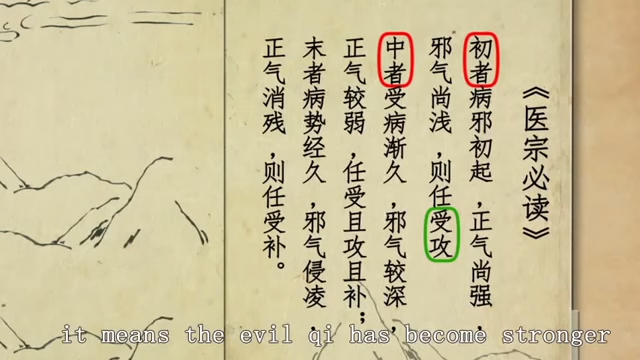 《医宗必读》
初者病邪初起,正气尚强,
邪气尚浅,则任受攻
中者受病渐久,邪气较深,
正气较弱,任受且攻且补;
末者病势经久,邪气侵凌,
正气消残,则任受补。
it means the evil qi has become stronger